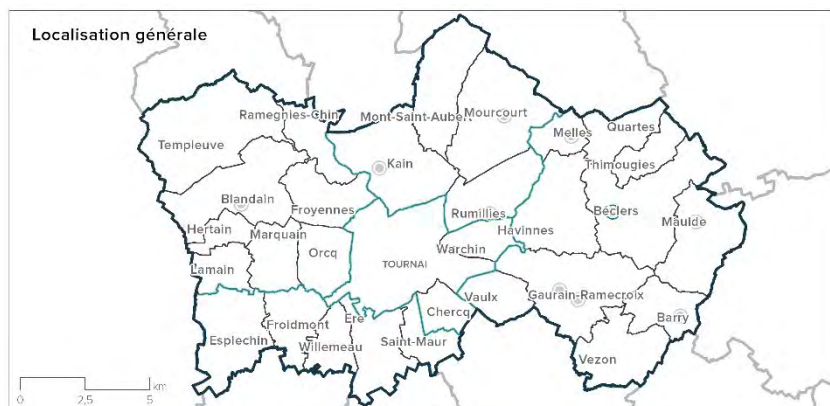 Localisation générale
Ramegnies-Chin
Mont-Saint-Aubert
Mourcourt
Melles
Quartes
Templeuve
Thimougies
Kain
Blandain
Froyennes
Rumillies
Béclers
Maulde
Hertain
Marquain
Havinnes
Orcq
Warchin
Lamain
TOURNAI
Gaurain-Ramecroix
Vaulx
Chercq
Ere
Barry
Froidmont
Esplechin
Willemeau
Saint-Maur
Vezon
km
0 2,5 5